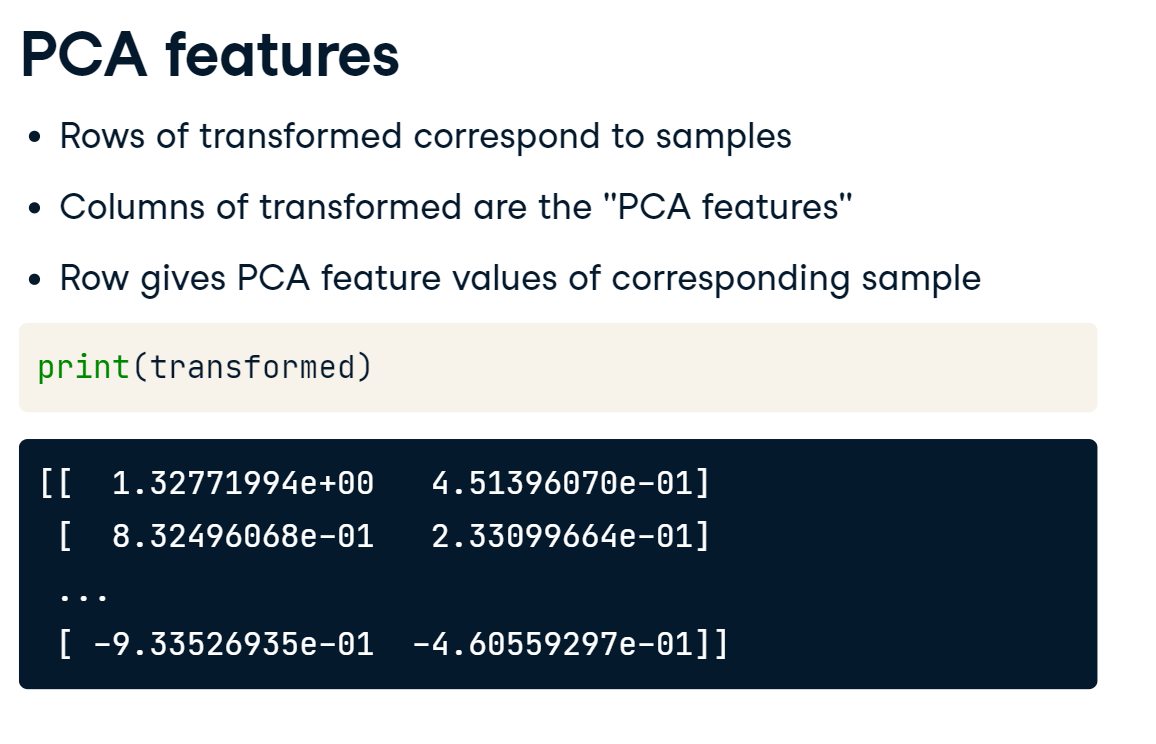 PCA features
• Rows of transformed correspond to samples
• Columns of transformed are the "PCA features"
• Row gives PCA feature values of corresponding sample
print(transformed)
[[  1.32771994e+00   4.51396070e-01]
 [  8.32496068e-01   2.33099664e-01]
 ...
 [ -9.33526935e-01  -4.60559297e-01]]